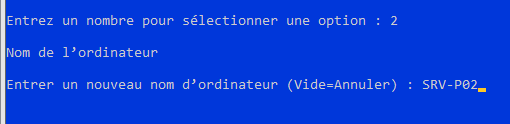 Entrez un nombre pour sélectionner une option : 2
Nom de l’ordinateur
Entrer un nouveau nom d’ordinateur (Vide=Annuler) : SRV-P02